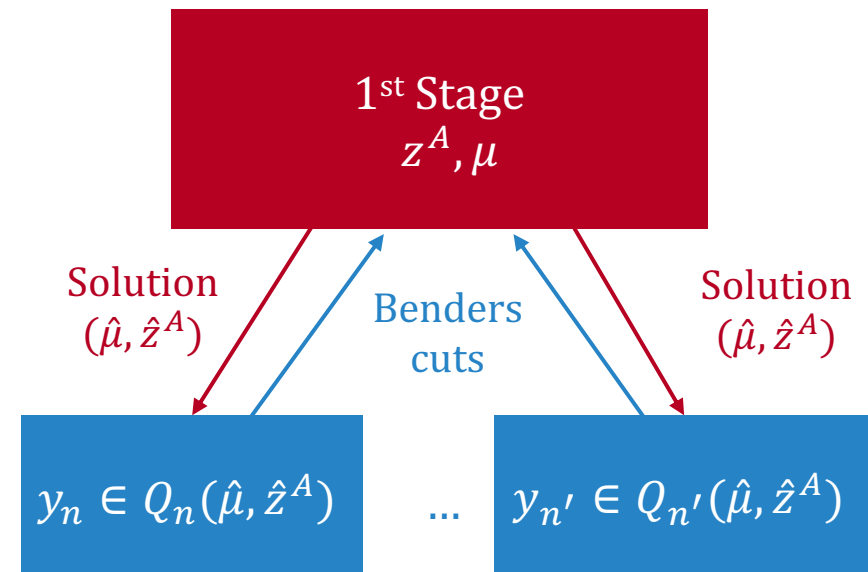 1st Stage
z^A, μ
Solution
(μ̂, ẑ^A)
Benders
cuts
Solution
(μ̂, ẑ^A)
y_n ∈ Q_n(μ̂, ẑ^A)
...
y_n′ ∈ Q_n′(μ̂, ẑ^A)